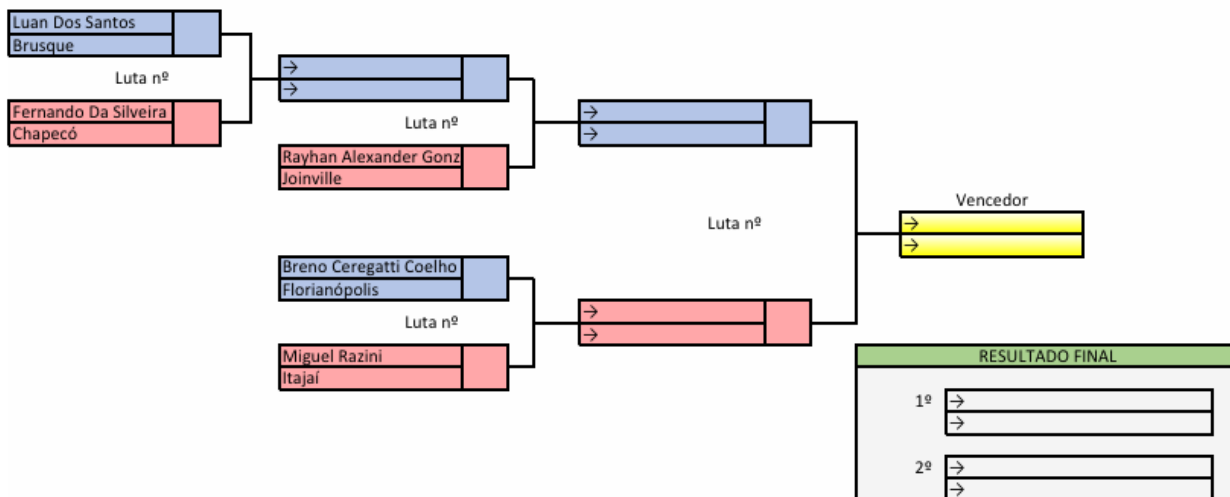 Luan Dos Santos
Brusque
Luta nº
Fernando Da Silveira
Chapecó
→
→
Luta nº
Rayhan Alexander Gonz
Joinville
→
→
Luta nº
Vencedor
→
→
Breno Ceregatti Coelho
Florianópolis
Luta nº
Miguel Razini
Itajaí
→
→
RESULTADO FINAL
1º →
→
2º →
→